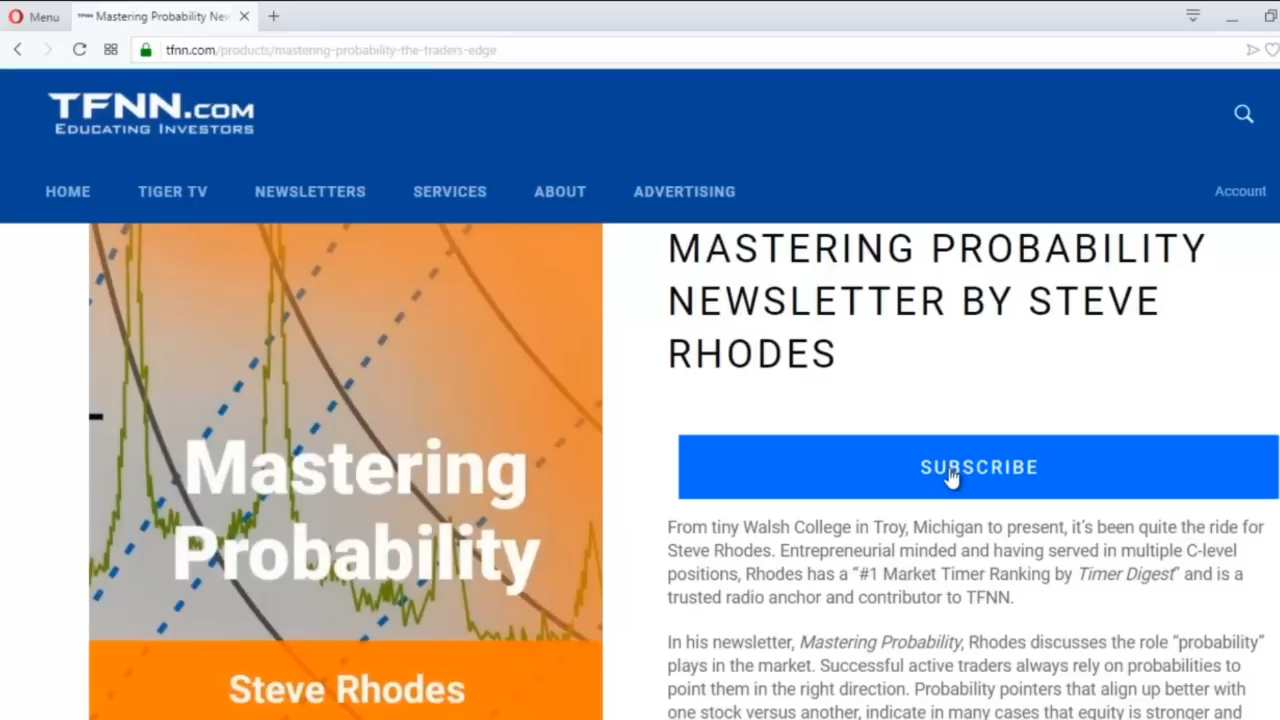 Menu
Mastering Probability New
tfnn.com/products/mastering-probability-the-traders-edge
TFNN.COM
EDUCATING INVESTORS
HOME TIGER TV NEWSLETTERS SERVICES ABOUT ADVERTISING Account
MASTERING PROBABILITY
NEWSLETTER BY STEVE
RHODES
Mastering
Probability
Steve Rhodes
SUBSCRIBE
From tiny Walsh College in Troy, Michigan to present, it's been quite the ride for
Steve Rhodes. Entrepreneurial minded and having served in multiple C-level
positions, Rhodes has a “#1 Market Timer Ranking by Timer Digest” and is a
trusted radio anchor and contributor to TFNN.
In his newsletter, Mastering Probability, Rhodes discusses the role “probability”
plays in the market. Successful active traders always rely on probabilities to
point them in the right direction. Probability pointers that align up better with
one stock versus another, indicate in many cases that equity is stronger and